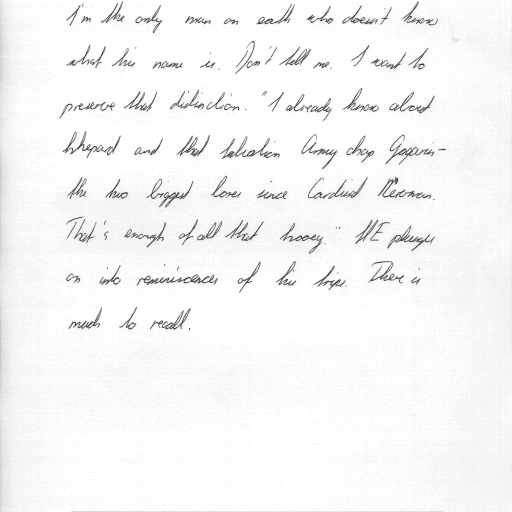 I'm the only man on eath who doesn't know
what his name is. Don't tell me. I want to
preserve that distinction. "I already know about
Shepard and that Salvation Army chap Gagarin-
the two biggest bores since Cardinal Newman.
That's enough of all that hooey." HE plunges
on into reminiscences of his trips. There is
much to recall.